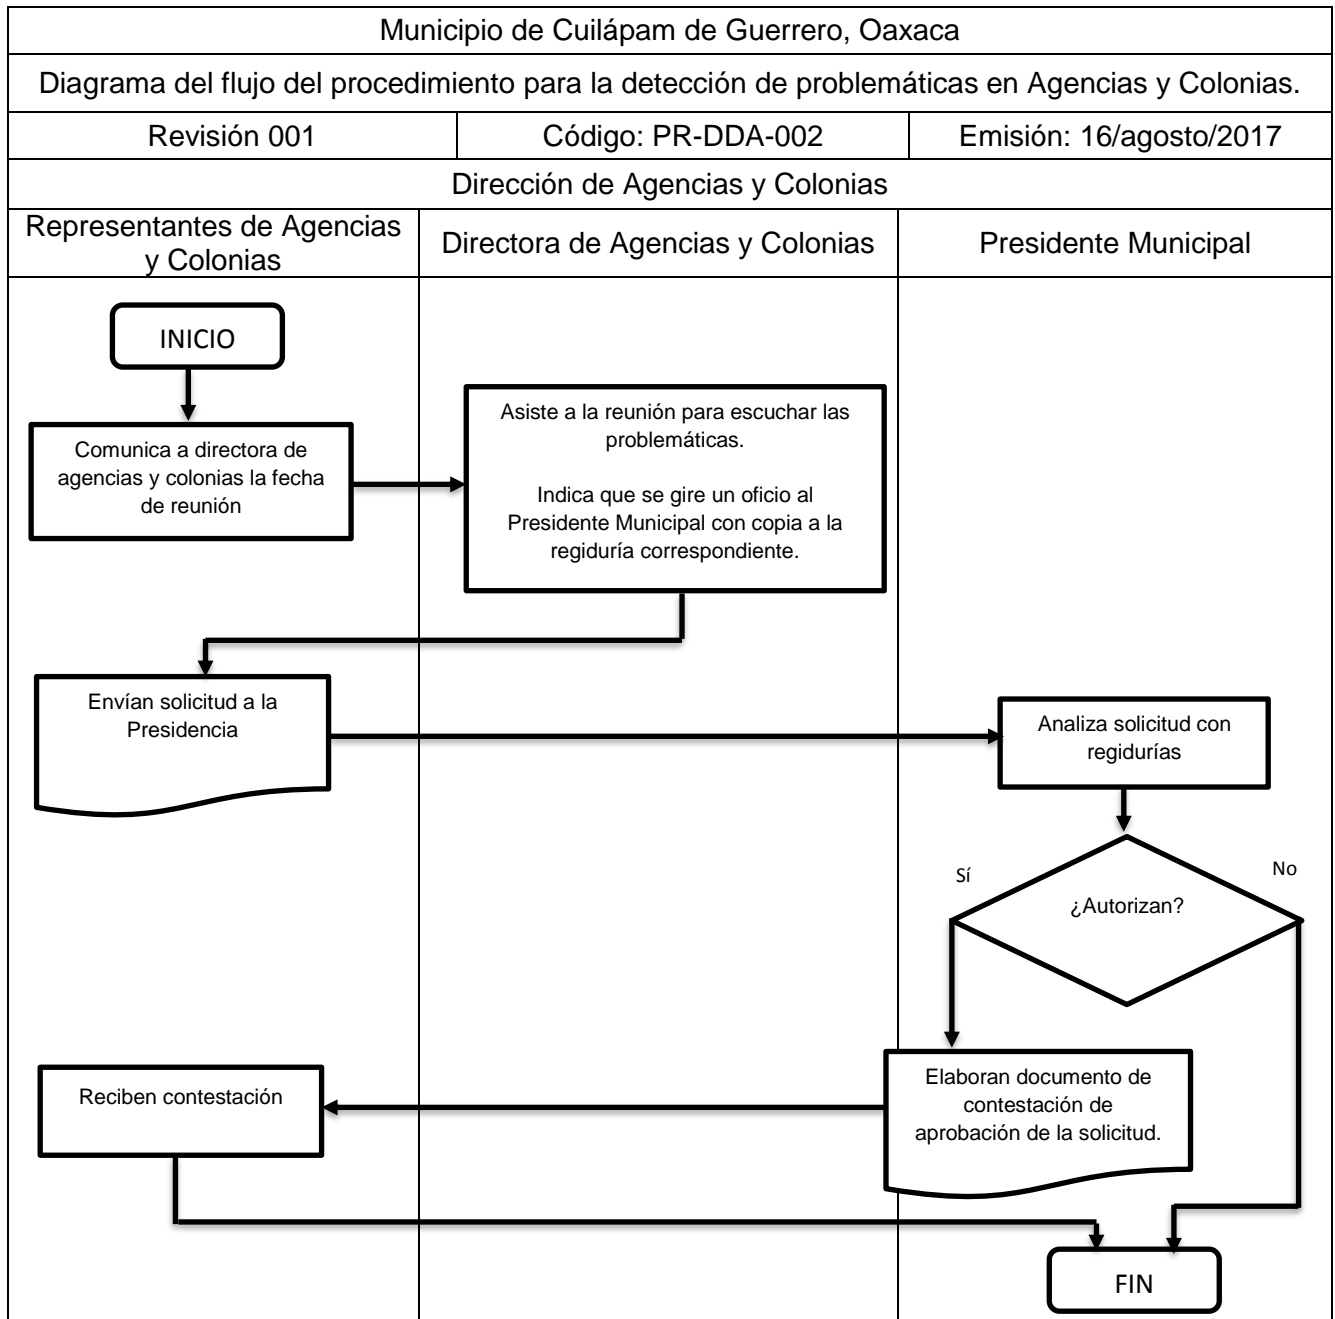 Municipio de Cuilápam de Guerrero, Oaxaca
Diagrama del flujo del procedimiento para la detección de problemáticas en Agencias y Colonias.
Revisión 001
Código: PR-DDA-002
Emisión: 16/agosto/2017
Dirección de Agencias y Colonias
Representantes de Agencias
y Colonias
Directora de Agencias y Colonias
Presidente Municipal
INICIO
Comunica a directora de
agencias y colonias la fecha
de reunión
Asiste a la reunión para escuchar las
problemáticas.
Indica que se gire un oficio al
Presidente Municipal con copia a la
regiduría correspondiente.
Envían solicitud a la
Presidencia
Analiza solicitud con
regidurías
Sí
No
¿Autorizan?
Elaboran documento de
contestación de
aprobación de la solicitud.
Reciben contestación
FIN